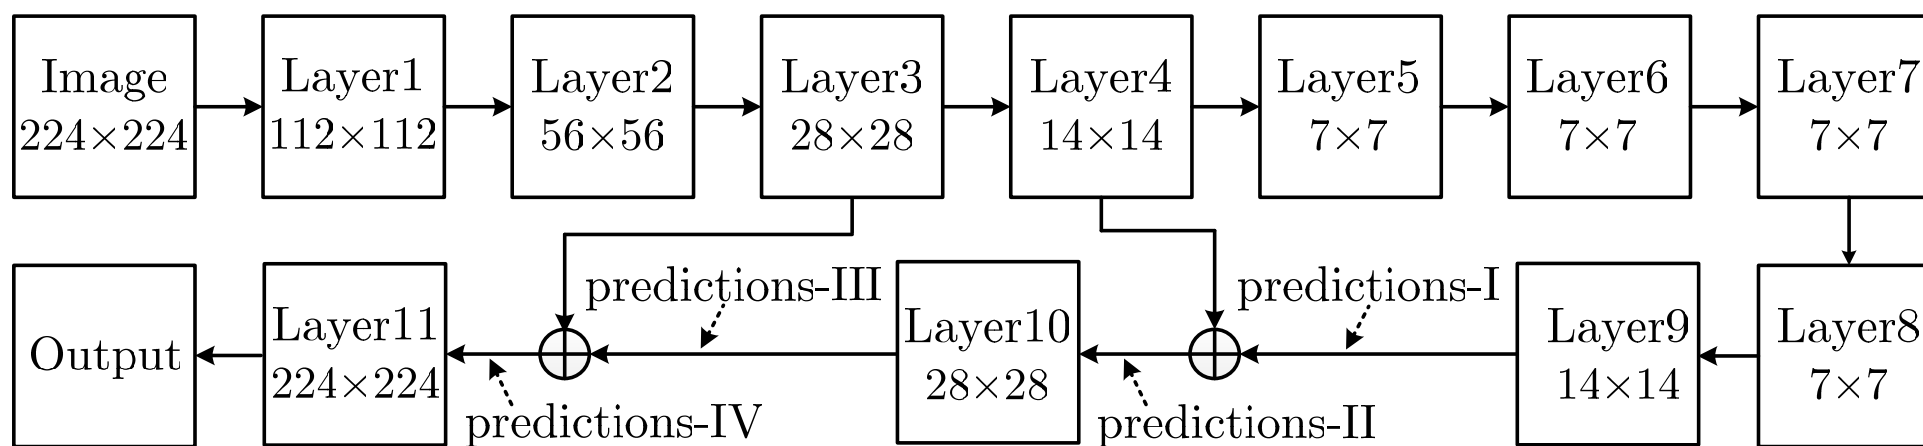 Image
224×224
Layer1
112×112
Layer2
56×56
Layer3
28×28
Layer4
14×14
Layer5
7×7
Layer6
7×7
Layer7
7×7
Layer8
7×7
Layer9
14×14
predictions-I
predictions-II
Layer10
28×28
predictions-III
predictions-IV
Layer11
224×224
Output